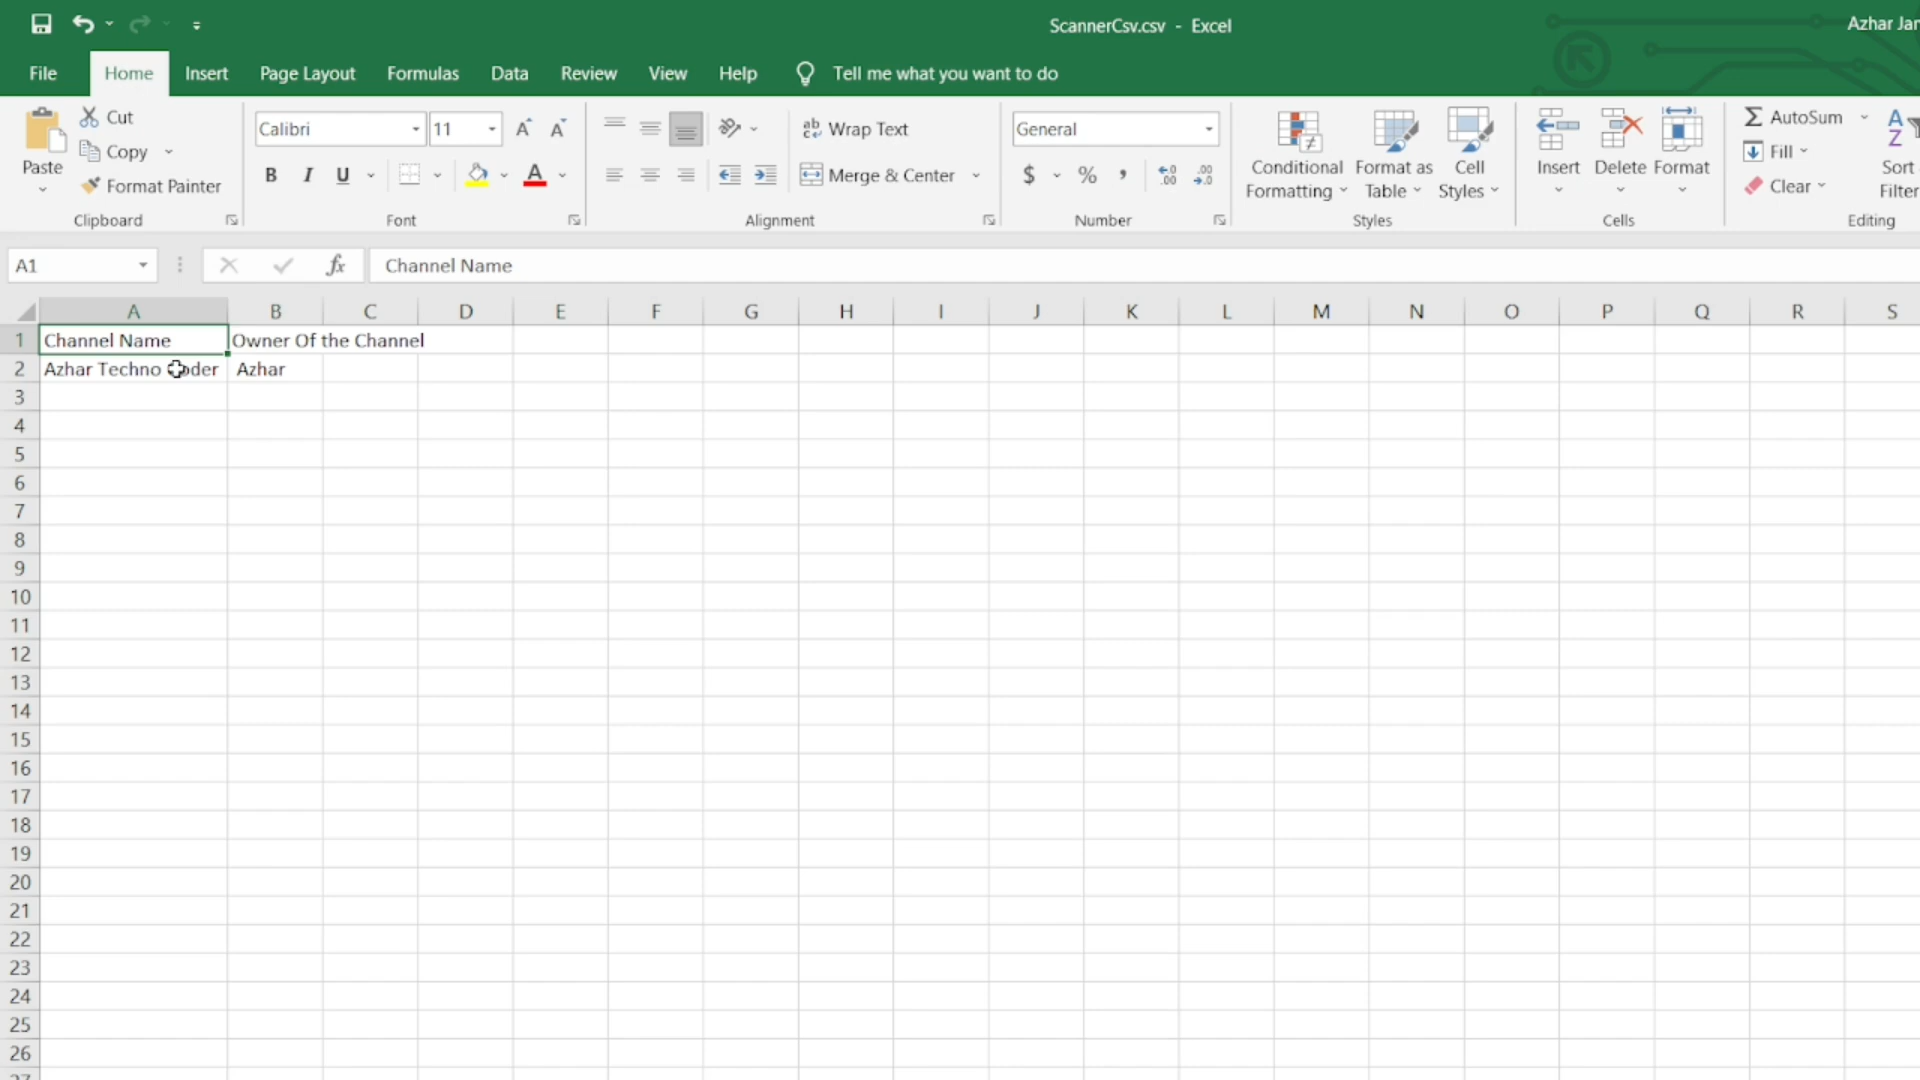 ScannerCsv.csv - Excel
Azhar Jan
File Home Insert Page Layout Formulas Data Review View Help Tell me what you want to do
Paste
Cut
Copy
Format Painter
Clipboard
Calibri 11
B I U
Font
Wrap Text
Merge & Center
Alignment
General
$ % ,
Number
Conditional Formatting
Format as Table
Cell Styles
Styles
Insert Delete Format
Cells
AutoSum
Fill
Clear
Sort
Filter
Editing
A1 fx Channel Name
A B C D E F G H I J K L M N O P Q R S
1 Channel Name Owner Of the Channel
2 Azhar Techno Coder Azhar
3
4
5
6
7
8
9
10
11
12
13
14
15
16
17
18
19
20
21
22
23
24
25
26
27